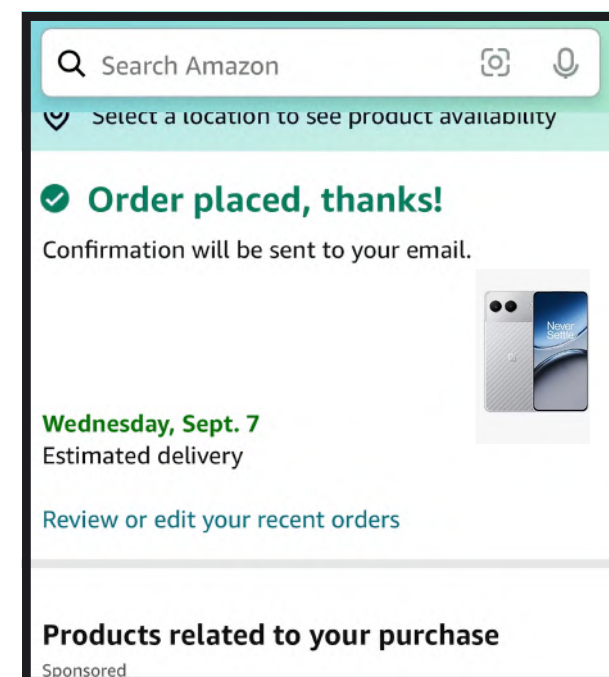 Search Amazon
Select a location to see product availability
Order placed, thanks!
Confirmation will be sent to your email.
Never
Settle
Wednesday, Sept. 7
Estimated delivery
Review or edit your recent orders
Products related to your purchase
Sponsored